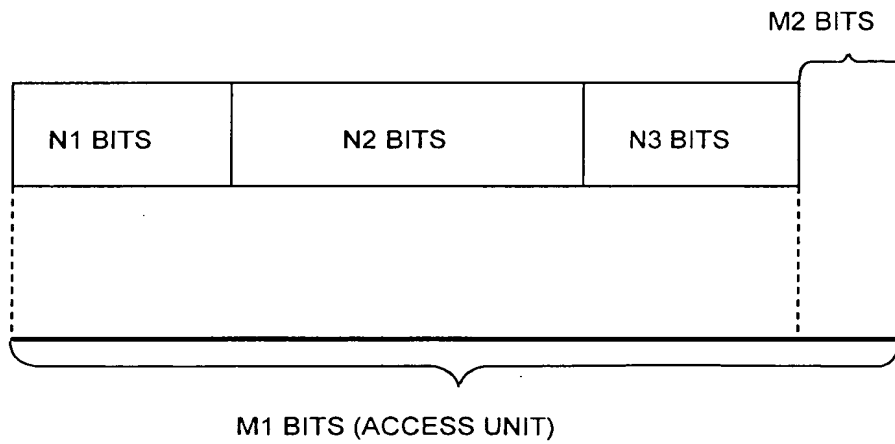 M2 BITS
N1 BITS
N2 BITS
N3 BITS
M1 BITS (ACCESS UNIT)